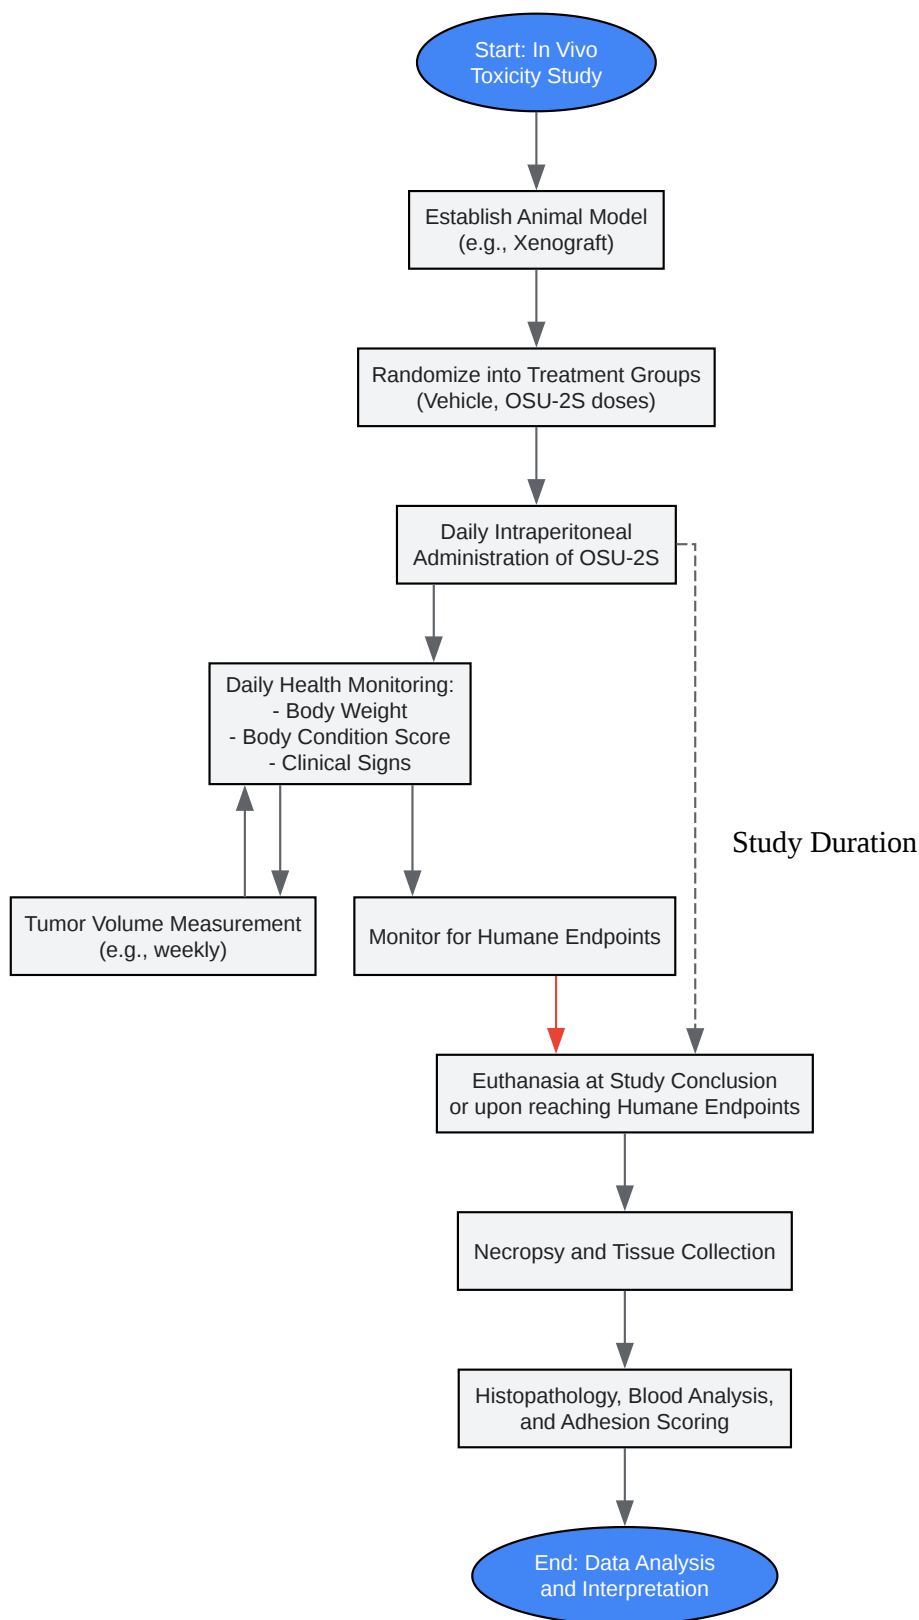 Start: In Vivo
Toxicity Study
Establish Animal Model
(e.g., Xenograft)
Randomize into Treatment Groups
(Vehicle, OSU-2S doses)
Daily Intraperitoneal
Administration of OSU-2S
Daily Health Monitoring:
- Body Weight
- Body Condition Score
- Clinical Signs
Study Duration
Tumor Volume Measurement
(e.g., weekly)
Monitor for Humane Endpoints
Euthanasia at Study Conclusion
or upon reaching Humane Endpoints
Necropsy and Tissue Collection
Histopathology, Blood Analysis,
and Adhesion Scoring
End: Data Analysis
and Interpretation